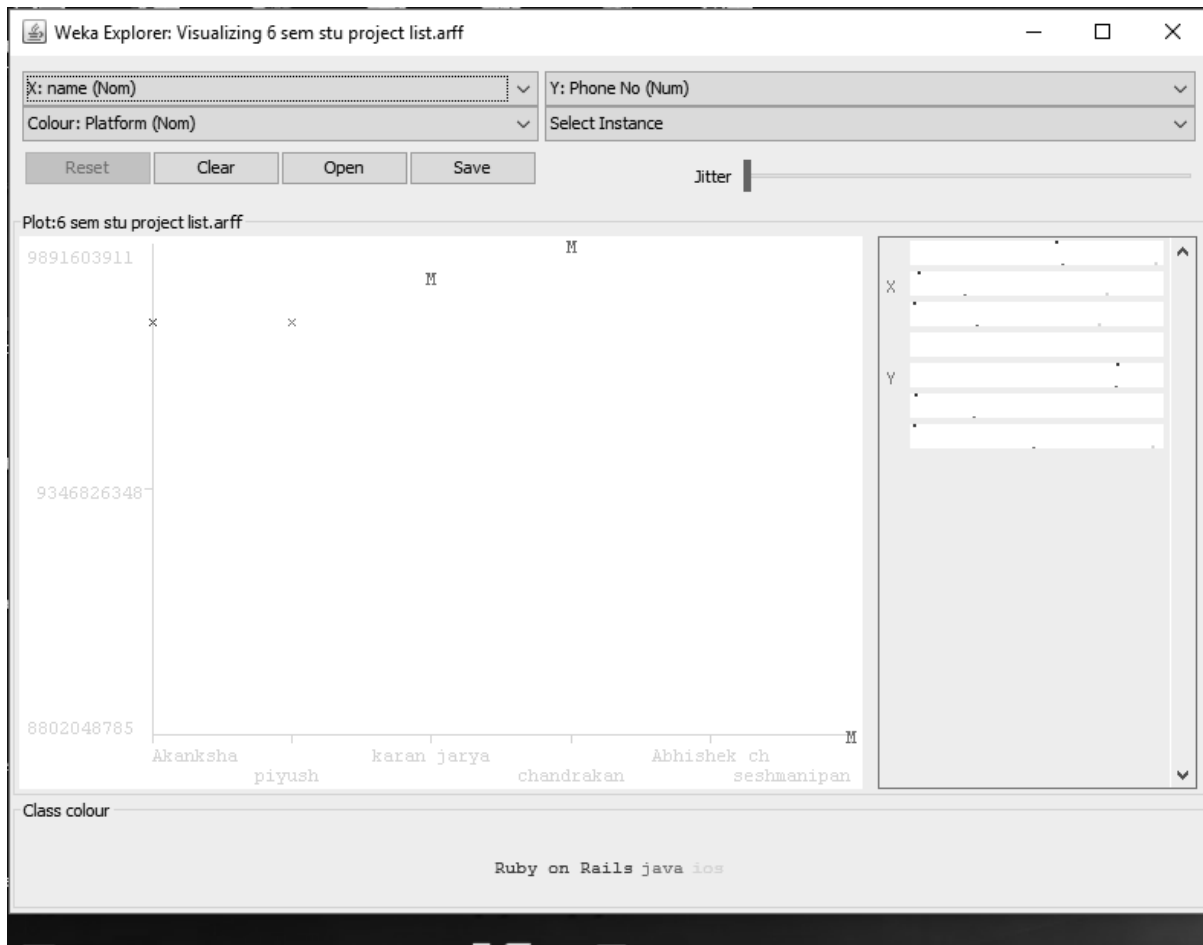 Weka Explorer: Visualizing 6 sem stu project list.arff
X: name (Nom)
Y: Phone No (Num)
Colour: Platform (Nom)
Select Instance
Reset
Clear
Open
Save
Jitter
Plot:6 sem stu project list.arff
9891603911
M
M
X
x
x
Y
9346826348
8802048785
M
Akanksha
karan jarya
Abhishek ch
piyush
chandrakan
seshmanipan
Class colour
Ruby on Rails java ios